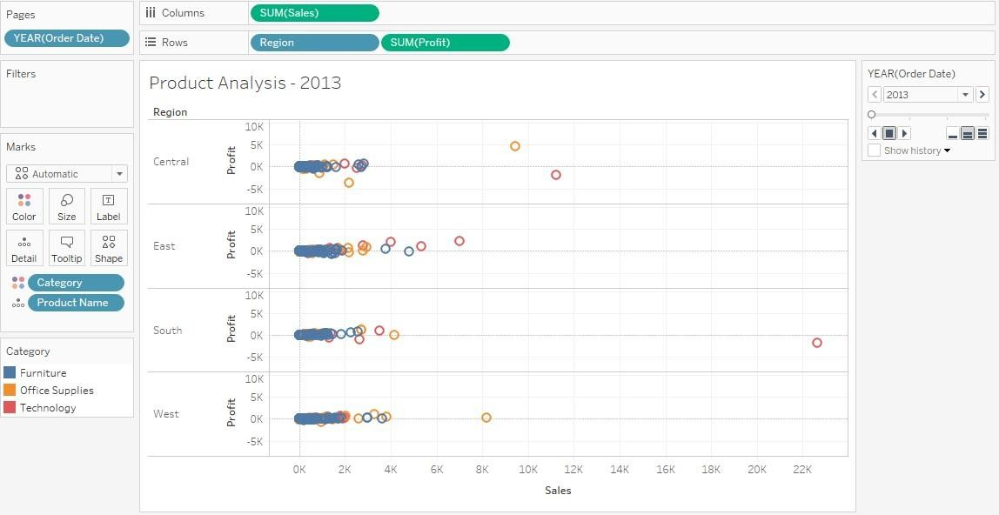 Pages
YEAR(Order Date)
Columns
SUM(Sales)
Rows
Region
SUM(Profit)
Filters
Marks
Automatic
Color
Size
Label
Detail
Tooltip
Shape
Category
Product Name
Category
Furniture
Office Supplies
Technology
Product Analysis - 2013
Region
Central
Profit
10K
5K
0K
-5K
East
Profit
10K
5K
0K
-5K
South
Profit
10K
5K
0K
-5K
West
Profit
10K
5K
0K
-5K
0K 2K 4K 6K 8K 10K 12K 14K 16K 18K 20K 22K
Sales
YEAR(Order Date)
2013
Show history